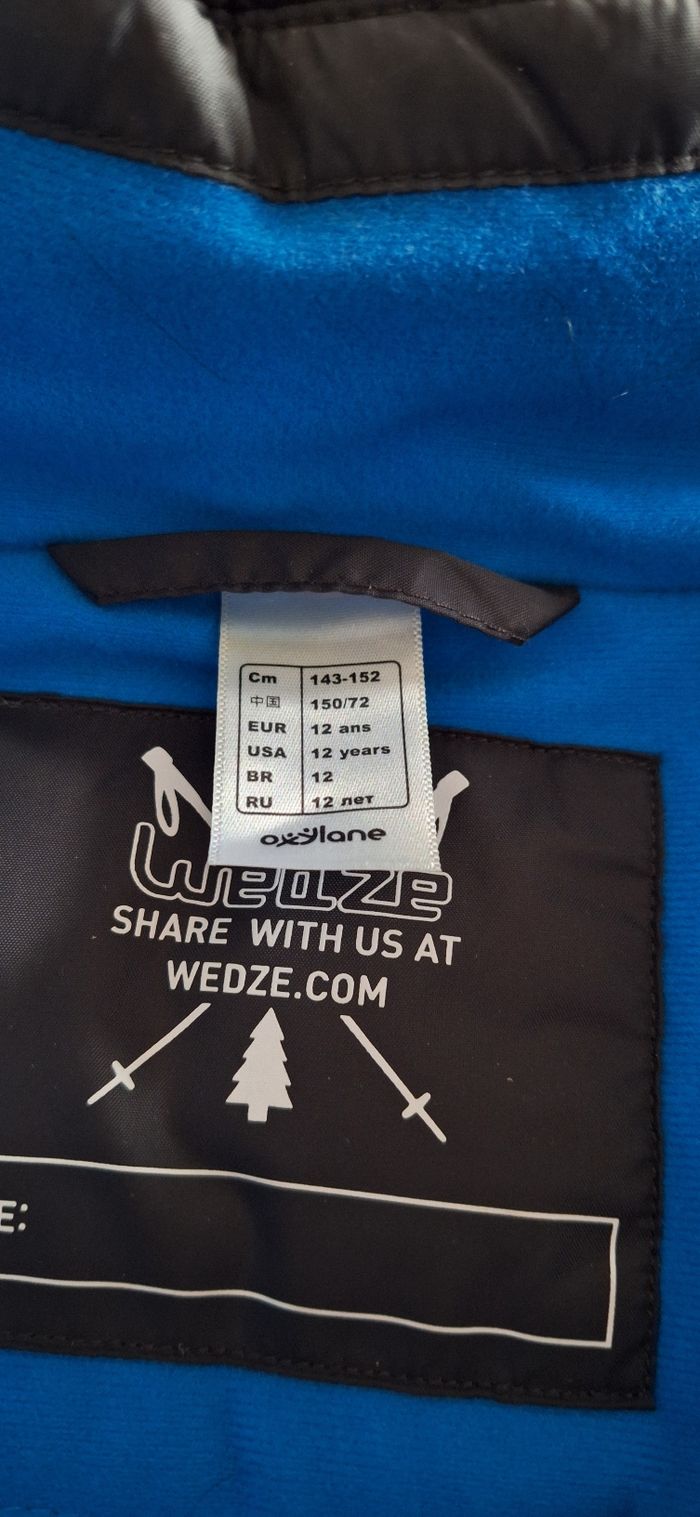 Cm 143-152
中国 150/72
EUR 12 ans
USA 12 years
BR 12
RU 12 лет
oxylane
wedze
SHARE WITH US AT
WEDZE.COM
E: